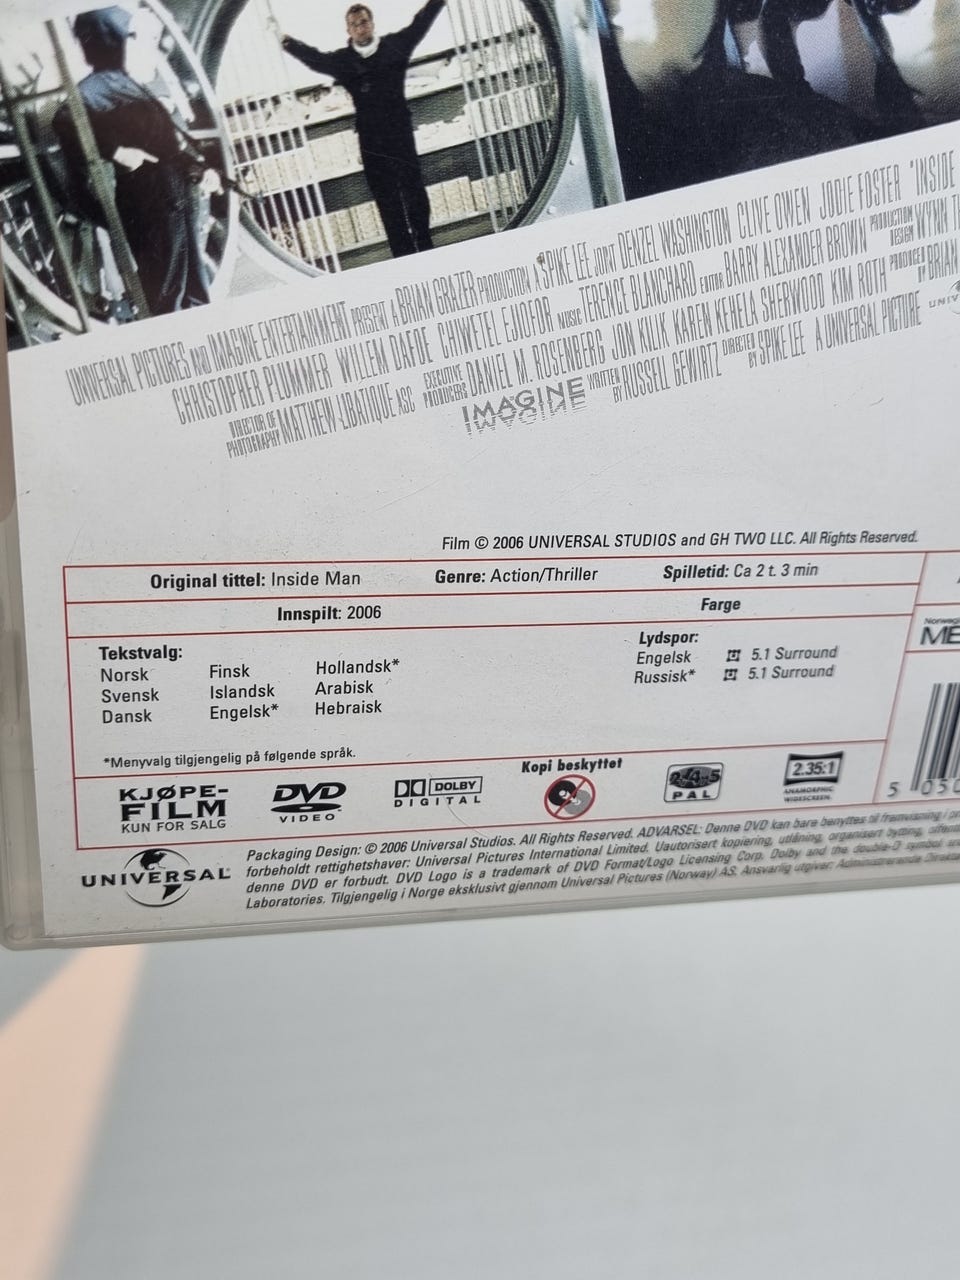 UNIVERSAL PICTURES AND IMAGINE ENTERTAINMENT PRESENT A BRIAN GRAZER PRODUCTION A SPIKE LEE JOINT DENZEL WASHINGTON CLIVE OWEN JODIE FOSTER "INSIDE
CHRISTOPHER PLUMMER WILLEM DAFOE CHIWETEL EJIOFOR MUSIC TERENCE BLANCHARD EDITOR BARRY ALEXANDER BROWN PRODUCTION DESIGN WYNN
DIRECTOR OF PHOTOGRAPHY MATTHEW LIBATIQUE ASC EXECUTIVE PRODUCERS DANIEL M. ROSENBERG JON KILIK KAREN KEHELA SHERWOOD KIM ROTH PRODUCED BY BRIAN
IMAGINE WRITTEN BY RUSSELL GEWIRTZ DIRECTED BY SPIKE LEE A UNIVERSAL PICTURE
Film © 2006 UNIVERSAL STUDIOS and GH TWO LLC. All Rights Reserved.
Original tittel: Inside Man Genre: Action/Thriller Spilletid: Ca 2 t. 3 min
Innspilt: 2006 Farge
Tekstvalg:
Norsk Finsk Hollandsk*
Svensk Islandsk Arabisk
Dansk Engelsk* Hebraisk
Lydspor:
Engelsk 5.1 Surround
Russisk* 5.1 Surround
*Menyvalg tilgjengelig på følgende språk.
KJØPE-
FILM
KUN FOR SALG
DVD
VIDEO
DOLBY
DIGITAL
Kopi beskyttet
2-4-5
PAL
2.35:1
ANAMORPHIC
WIDESCREEN
ME
5 050
UNIVERSAL
Packaging Design: © 2006 Universal Studios. All Rights Reserved. ADVARSEL: Denne DVD kan bare benyttes til fremvisning i
forbeholdt rettighetshaver: Universal Pictures International Limited. Uautorisert kopiering, utlåning, organisert bytting,
denne DVD er forbudt. DVD Logo is a trademark of DVD Format/Logo Licensing Corp. Dolby and the double-D symbol
Laboratories. Tilgjengelig i Norge eksklusivt gjennom Universal Pictures (Norway) AS. Ansvarlig utgiver: Administrerende